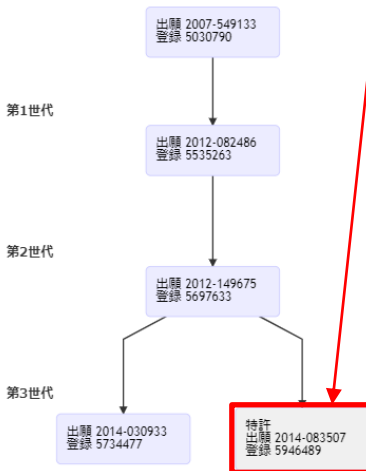 出願 2007-549133
登録 5030790
第1世代
出願 2012-082486
登録 5535263
第2世代
出願 2012-149675
登録 5697633
第3世代
出願 2014-030933
登録 5734477
特許
出願 2014-083507
登録 5946489